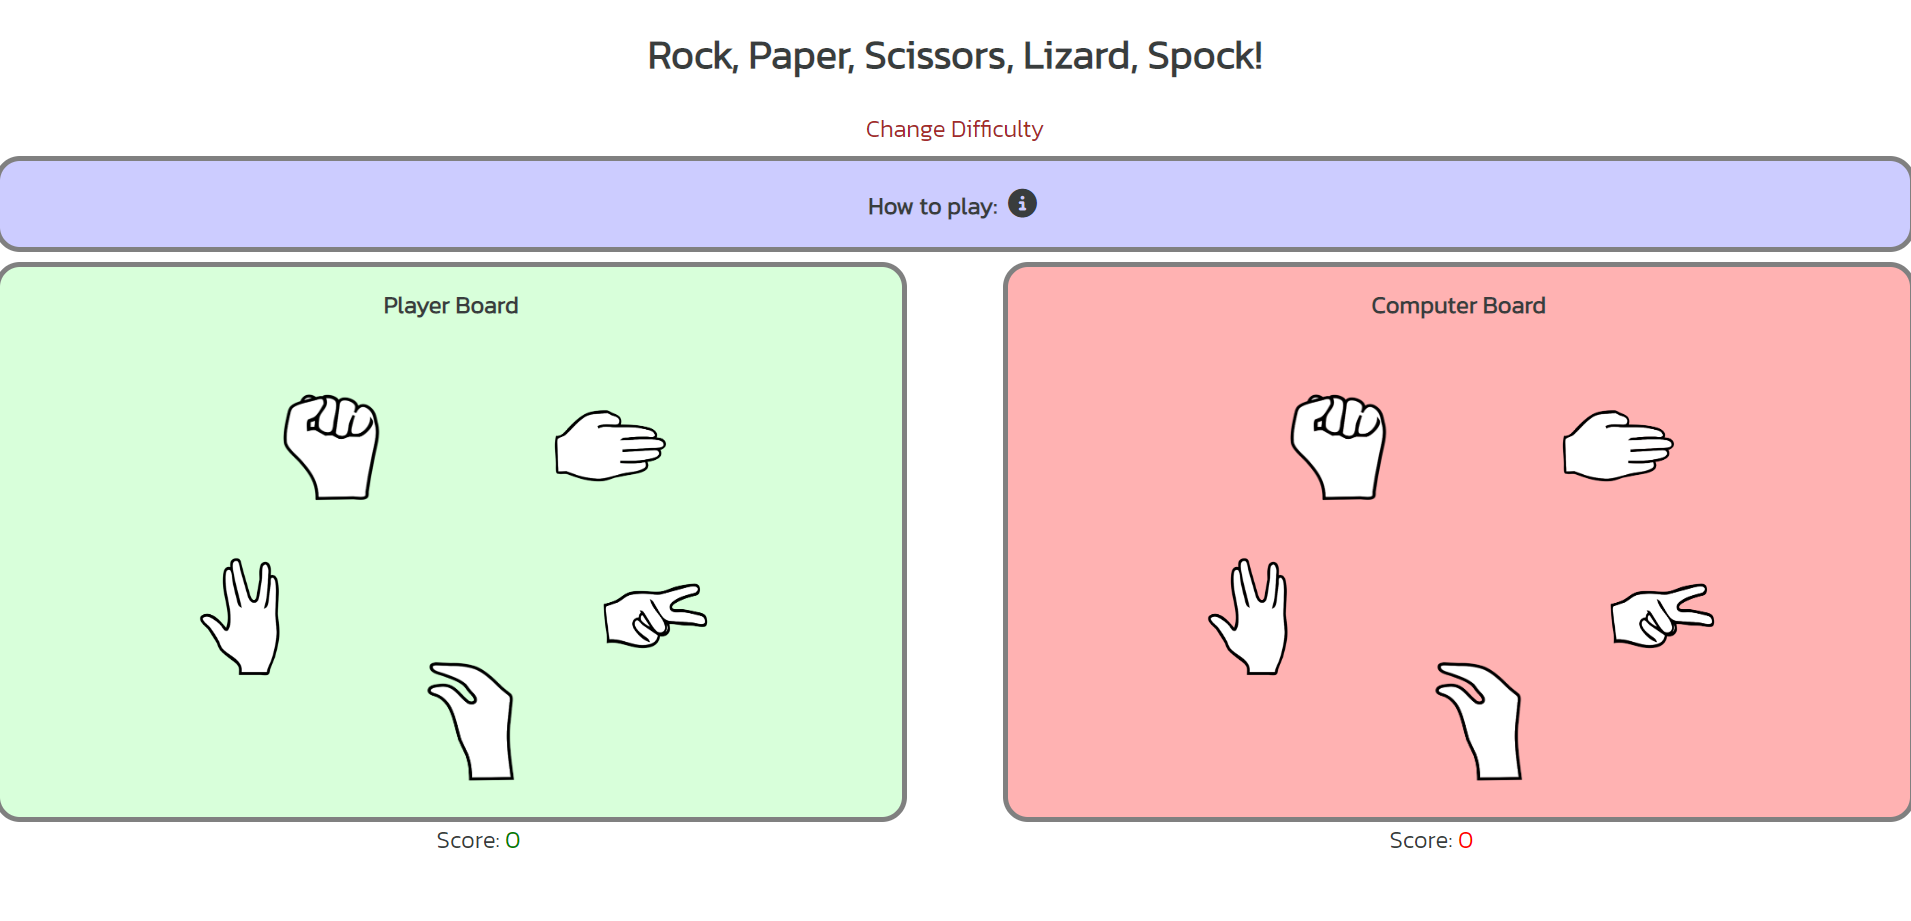 Rock, Paper, Scissors, Lizard, Spock!
Change Difficulty
How to play:
Player Board
Computer Board
Score: 0
Score: 0